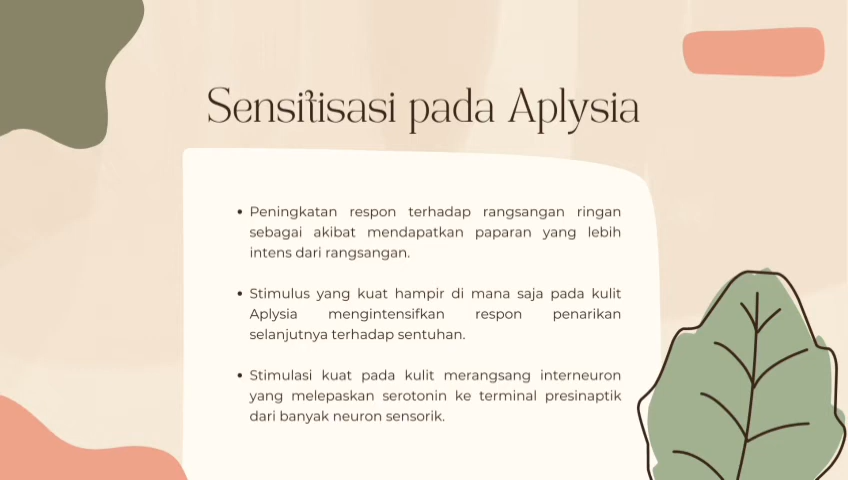 Sensitisasi pada Aplysia
• Peningkatan respon terhadap rangsangan ringan
sebagai akibat mendapatkan paparan yang lebih
intens dari rangsangan.
• Stimulus yang kuat hampir di mana saja pada kulit
Aplysia mengintensifkan respon penarikan
selanjutnya terhadap sentuhan.
• Stimulasi kuat pada kulit merangsang interneuron
yang melepaskan serotonin ke terminal presinaptik
dari banyak neuron sensorik.